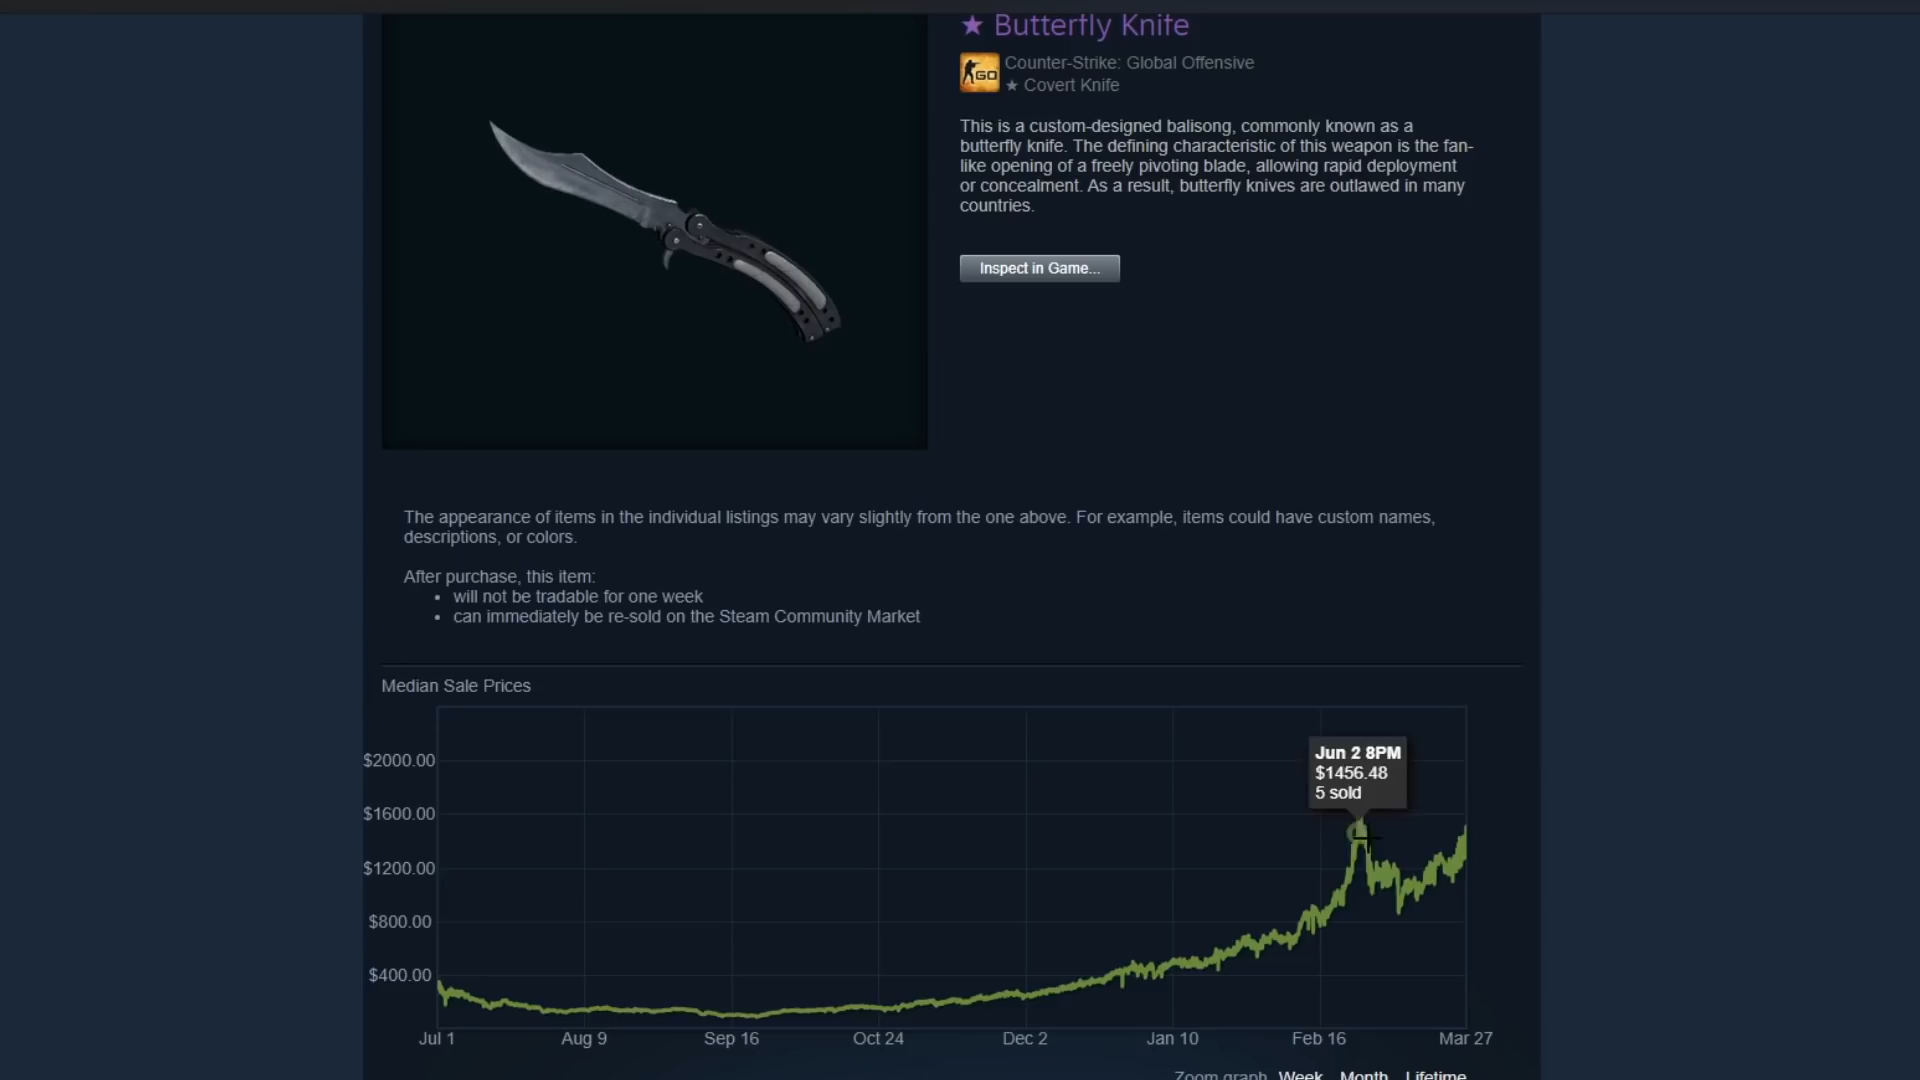 ★ Butterfly Knife
GO
Counter-Strike: Global Offensive
★ Covert Knife
This is a custom-designed balisong, commonly known as a
butterfly knife. The defining characteristic of this weapon is the fan-
like opening of a freely pivoting blade, allowing rapid deployment
or concealment. As a result, butterfly knives are outlawed in many
countries.
Inspect in Game...
The appearance of items in the individual listings may vary slightly from the one above. For example, items could have custom names,
descriptions, or colors.
After purchase, this item:
• will not be tradable for one week
• can immediately be re-sold on the Steam Community Market
Median Sale Prices
Jun 2 8PM
$1456.48
5 sold
$2000.00
$1600.00
$1200.00
$800.00
$400.00
Jul 1 Aug 9 Sep 16 Oct 24 Dec 2 Jan 10 Feb 16 Mar 27
Zoom graph Week Month Lifetime